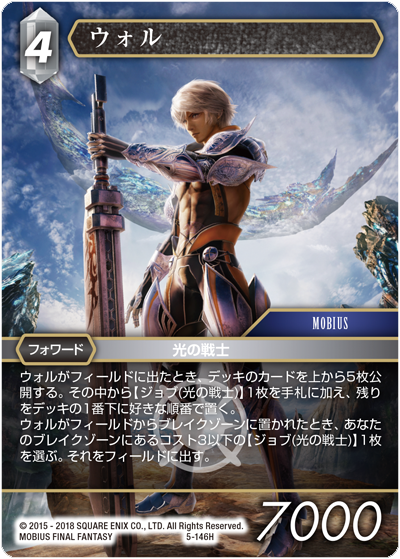 4
ウォル
MOBIUS
フォワード
光の戦士
ウォルがフィールドに出たとき、デッキのカードを上から5枚公
開する。その中から【ジョブ(光の戦士)】1枚を手札に加え、残り
をデッキの1番下に好きな順番で置く。
ウォルがフィールドからブレイクゾーンに置かれたとき、あなた
のブレイクゾーンにあるコスト3以下の【ジョブ(光の戦士)】1枚
を選ぶ。それをフィールドに出す。
© 2015 - 2018 SQUARE ENIX CO., LTD. All Rights Reserved.
MOBIUS FINAL FANTASY
5-146H
7000